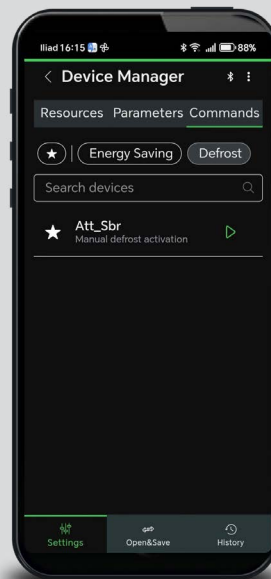 Iliad 16:15 88%
Device Manager
Resources Parameters Commands
Energy Saving Defrost
Search devices
Att_Sbr
Manual defrost activation
Settings Open&Save History